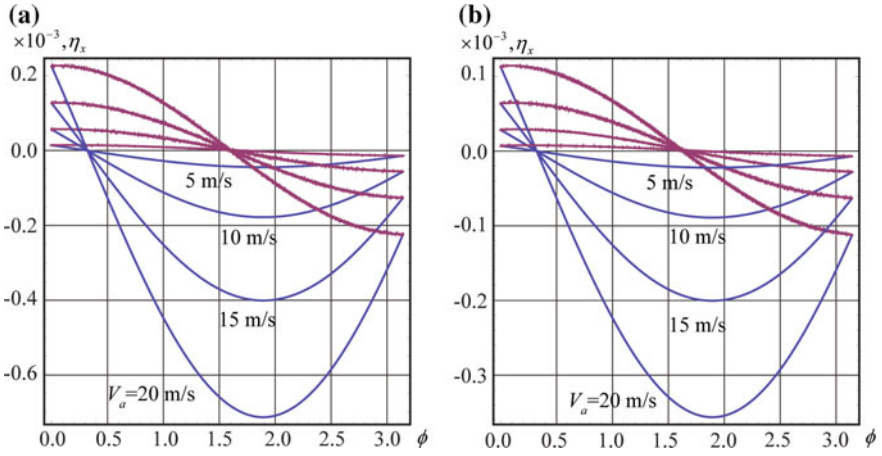 (a)
×10⁻³, ηₓ
0.2
0.0
-0.2
-0.4
-0.6
5 m/s
10 m/s
15 m/s
Vₐ=20 m/s
0.0 0.5 1.0 1.5 2.0 2.5 3.0 ϕ
(b)
×10⁻³, ηₓ
0.1
0.0
-0.1
-0.2
-0.3
5 m/s
10 m/s
15 m/s
Vₐ=20 m/s
0.0 0.5 1.0 1.5 2.0 2.5 3.0 ϕ